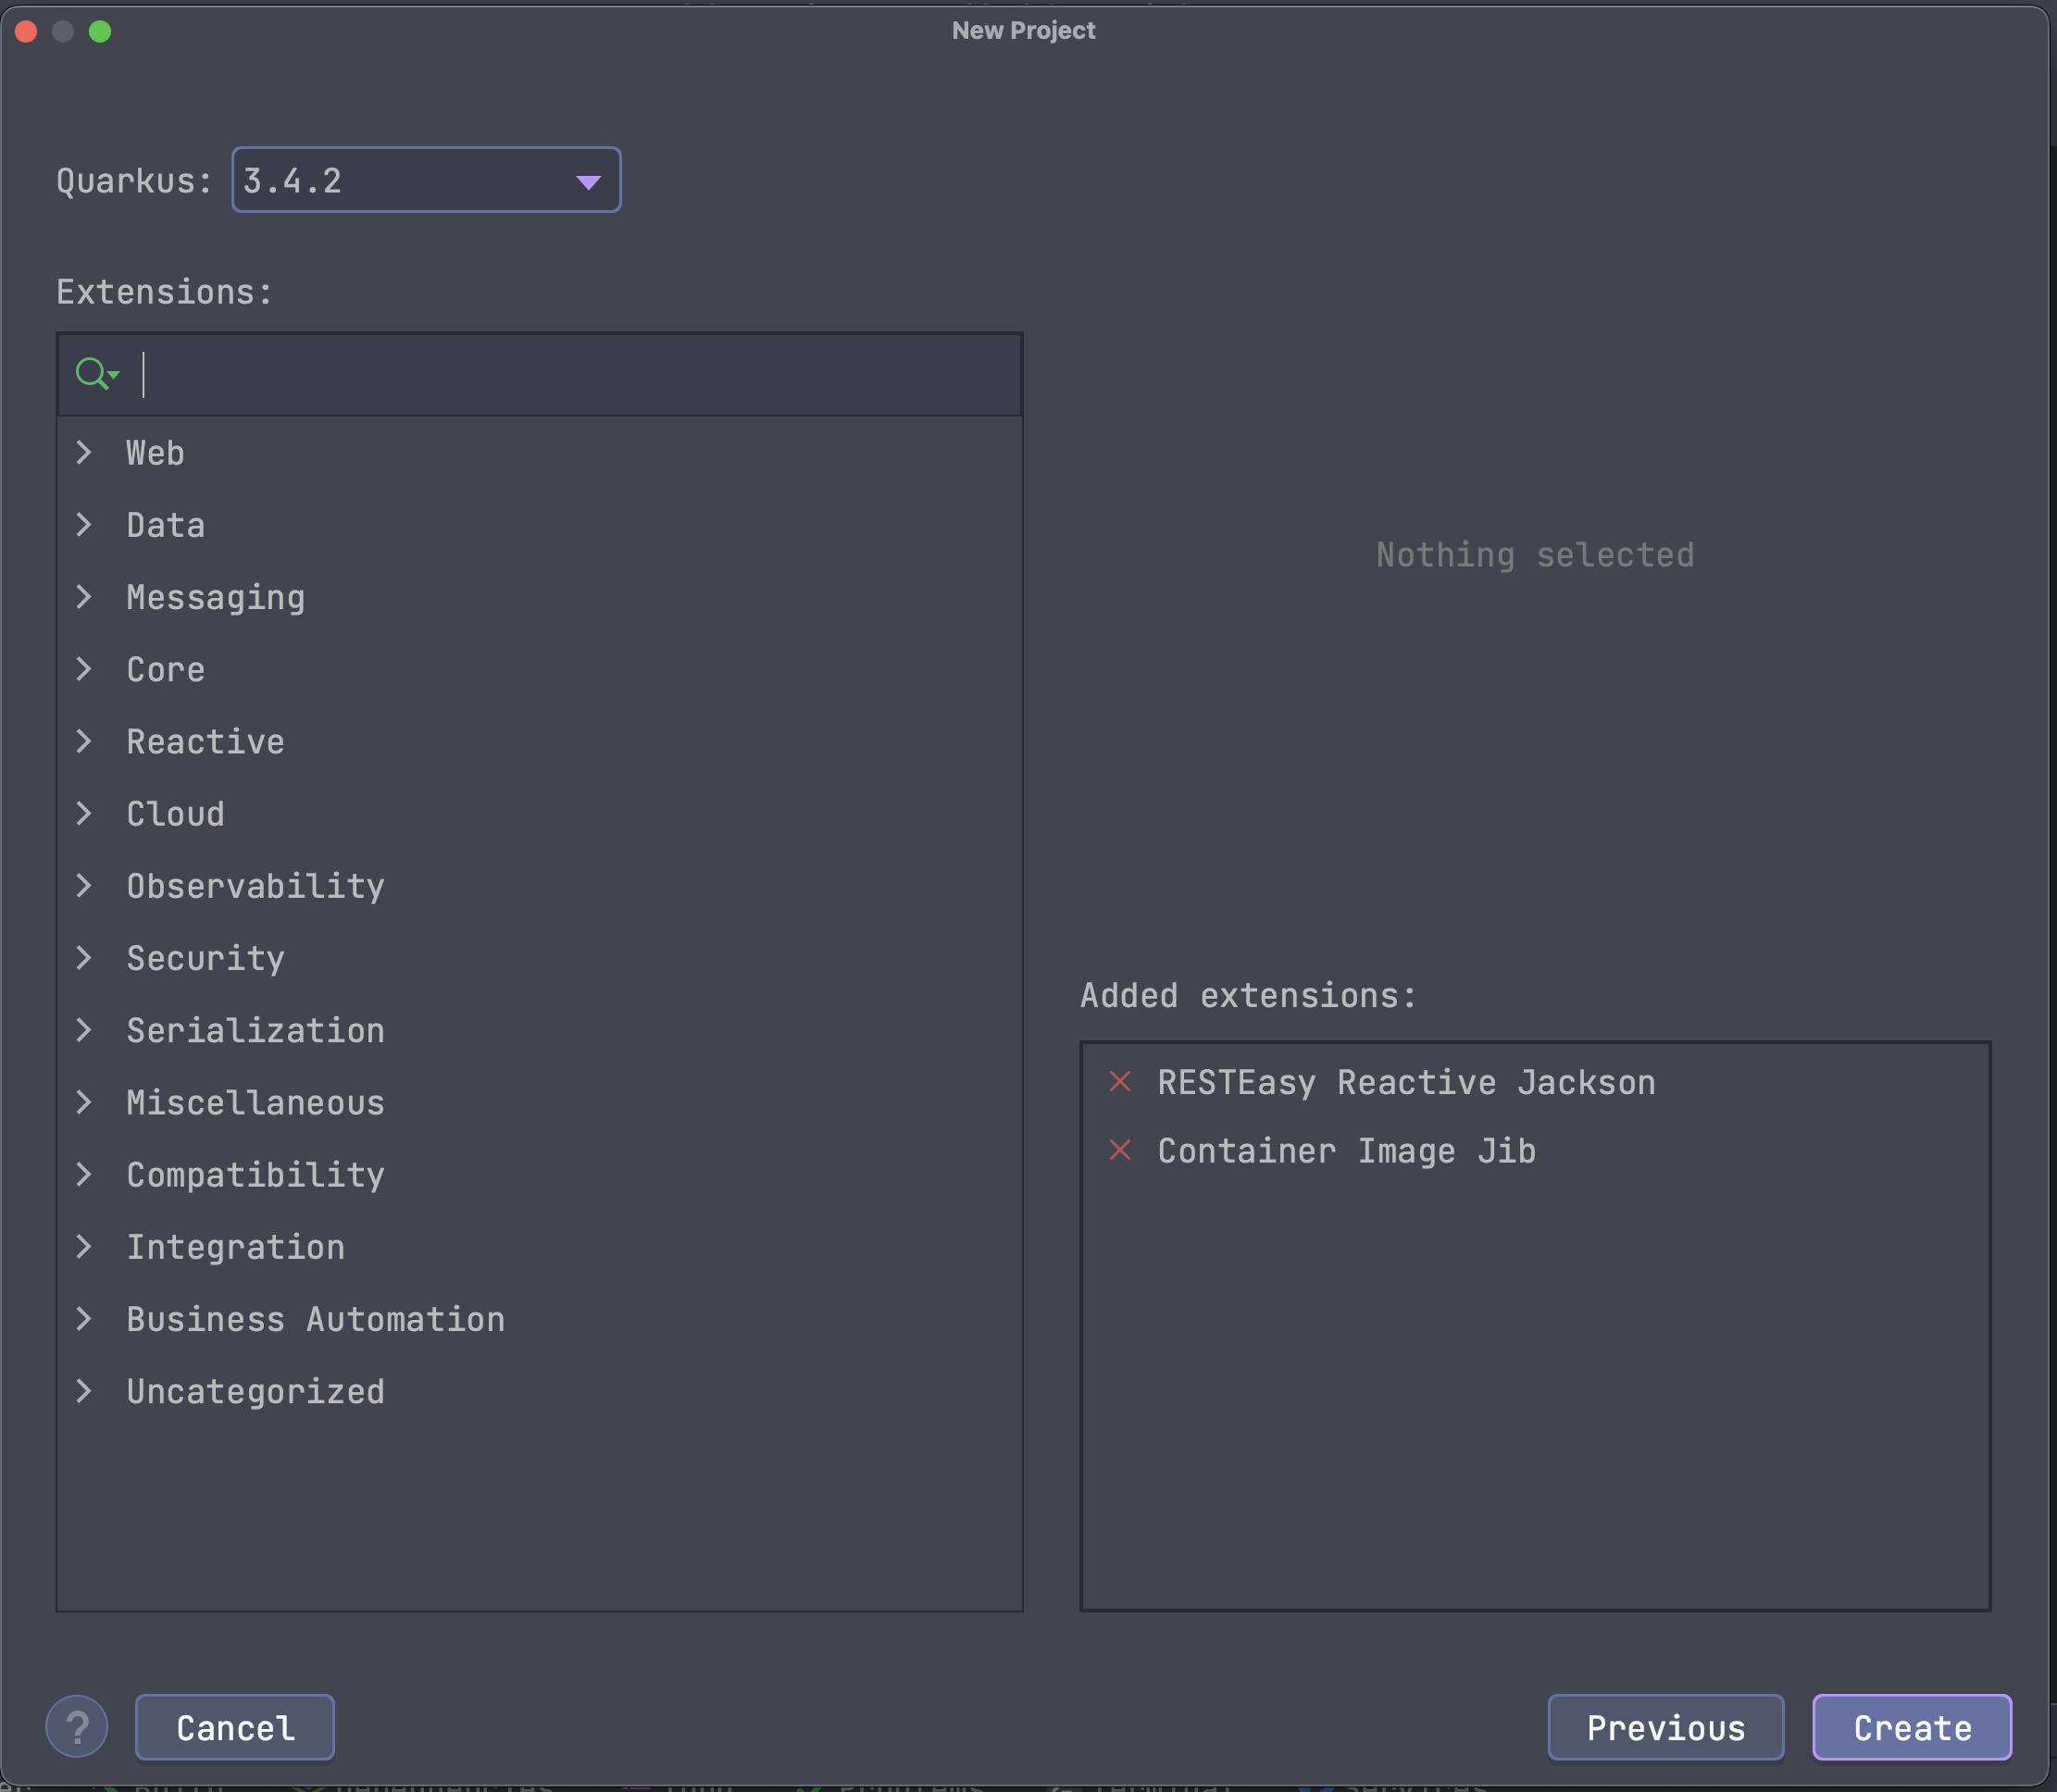 New Project
Quarkus: 3.4.2
Extensions:
Web
Data
Messaging
Core
Reactive
Cloud
Observability
Security
Serialization
Miscellaneous
Compatibility
Integration
Business Automation
Uncategorized
Nothing selected
Added extensions:
RESTEasy Reactive Jackson
Container Image Jib
? Cancel Previous Create